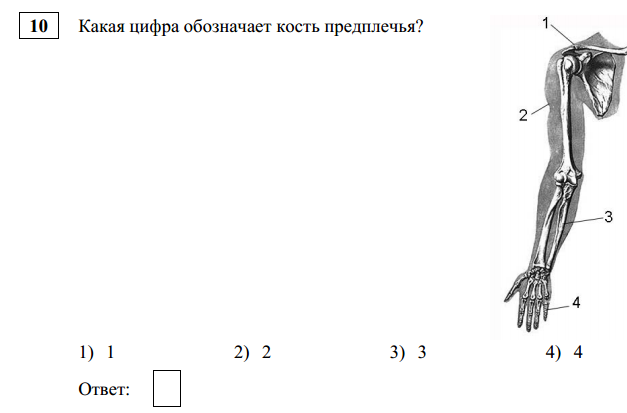 10 Какая цифра обозначает кость предплечья?
1
2
3
4
1) 1 2) 2 3) 3 4) 4
Ответ: